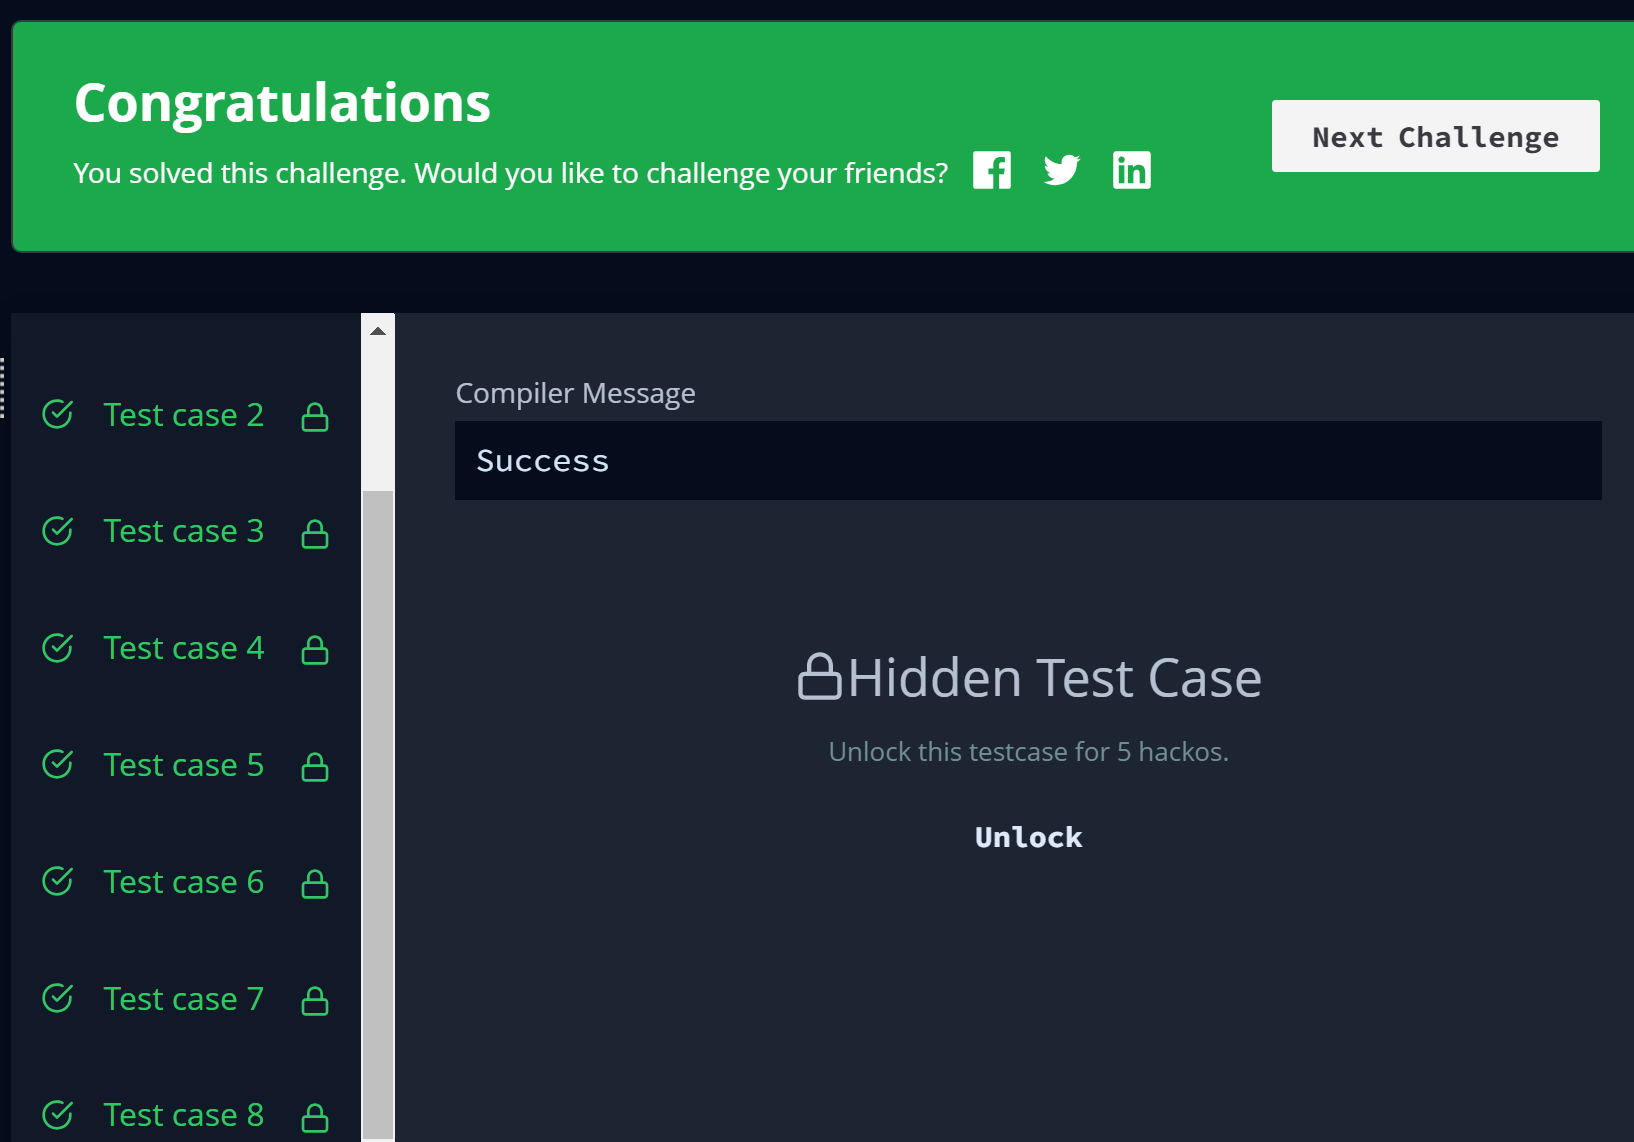 Congratulations
You solved this challenge. Would you like to challenge your friends?
Next Challenge
Test case 2
Test case 3
Test case 4
Test case 5
Test case 6
Test case 7
Test case 8
Compiler Message
Success
Hidden Test Case
Unlock this testcase for 5 hackos.
Unlock